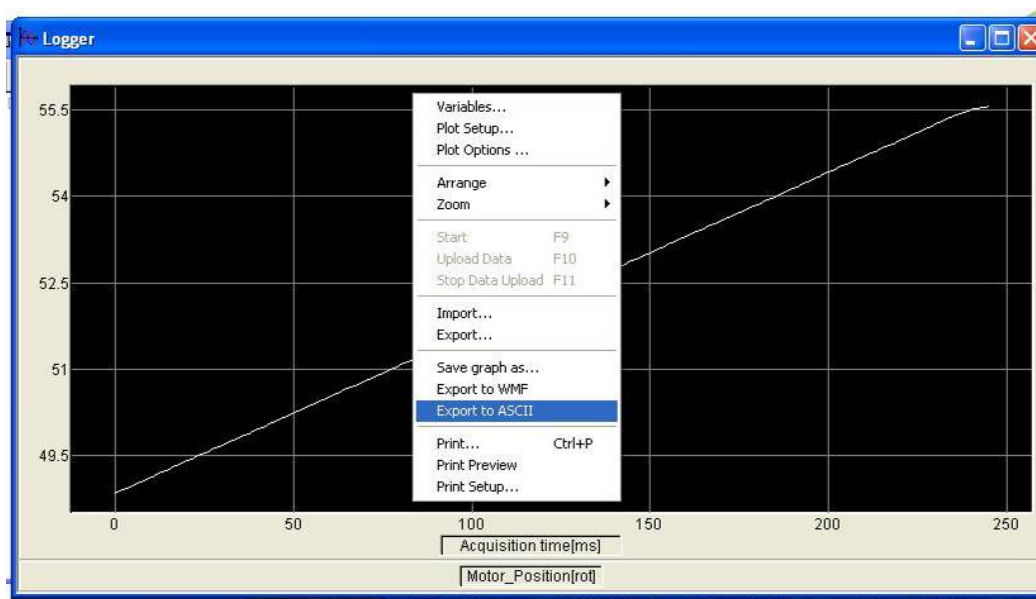 Logger
55.5
54
52.5
51
49.5
Variables...
Plot Setup...
Plot Options ...
Arrange
Zoom
Start F9
Upload Data F10
Stop Data Upload F11
Import...
Export...
Save graph as...
Export to WMF
Export to ASCII
Print... Ctrl+P
Print Preview
Print Setup...
0 50 100 150 200 250
Acquisition time[ms]
Motor_Position[rot]